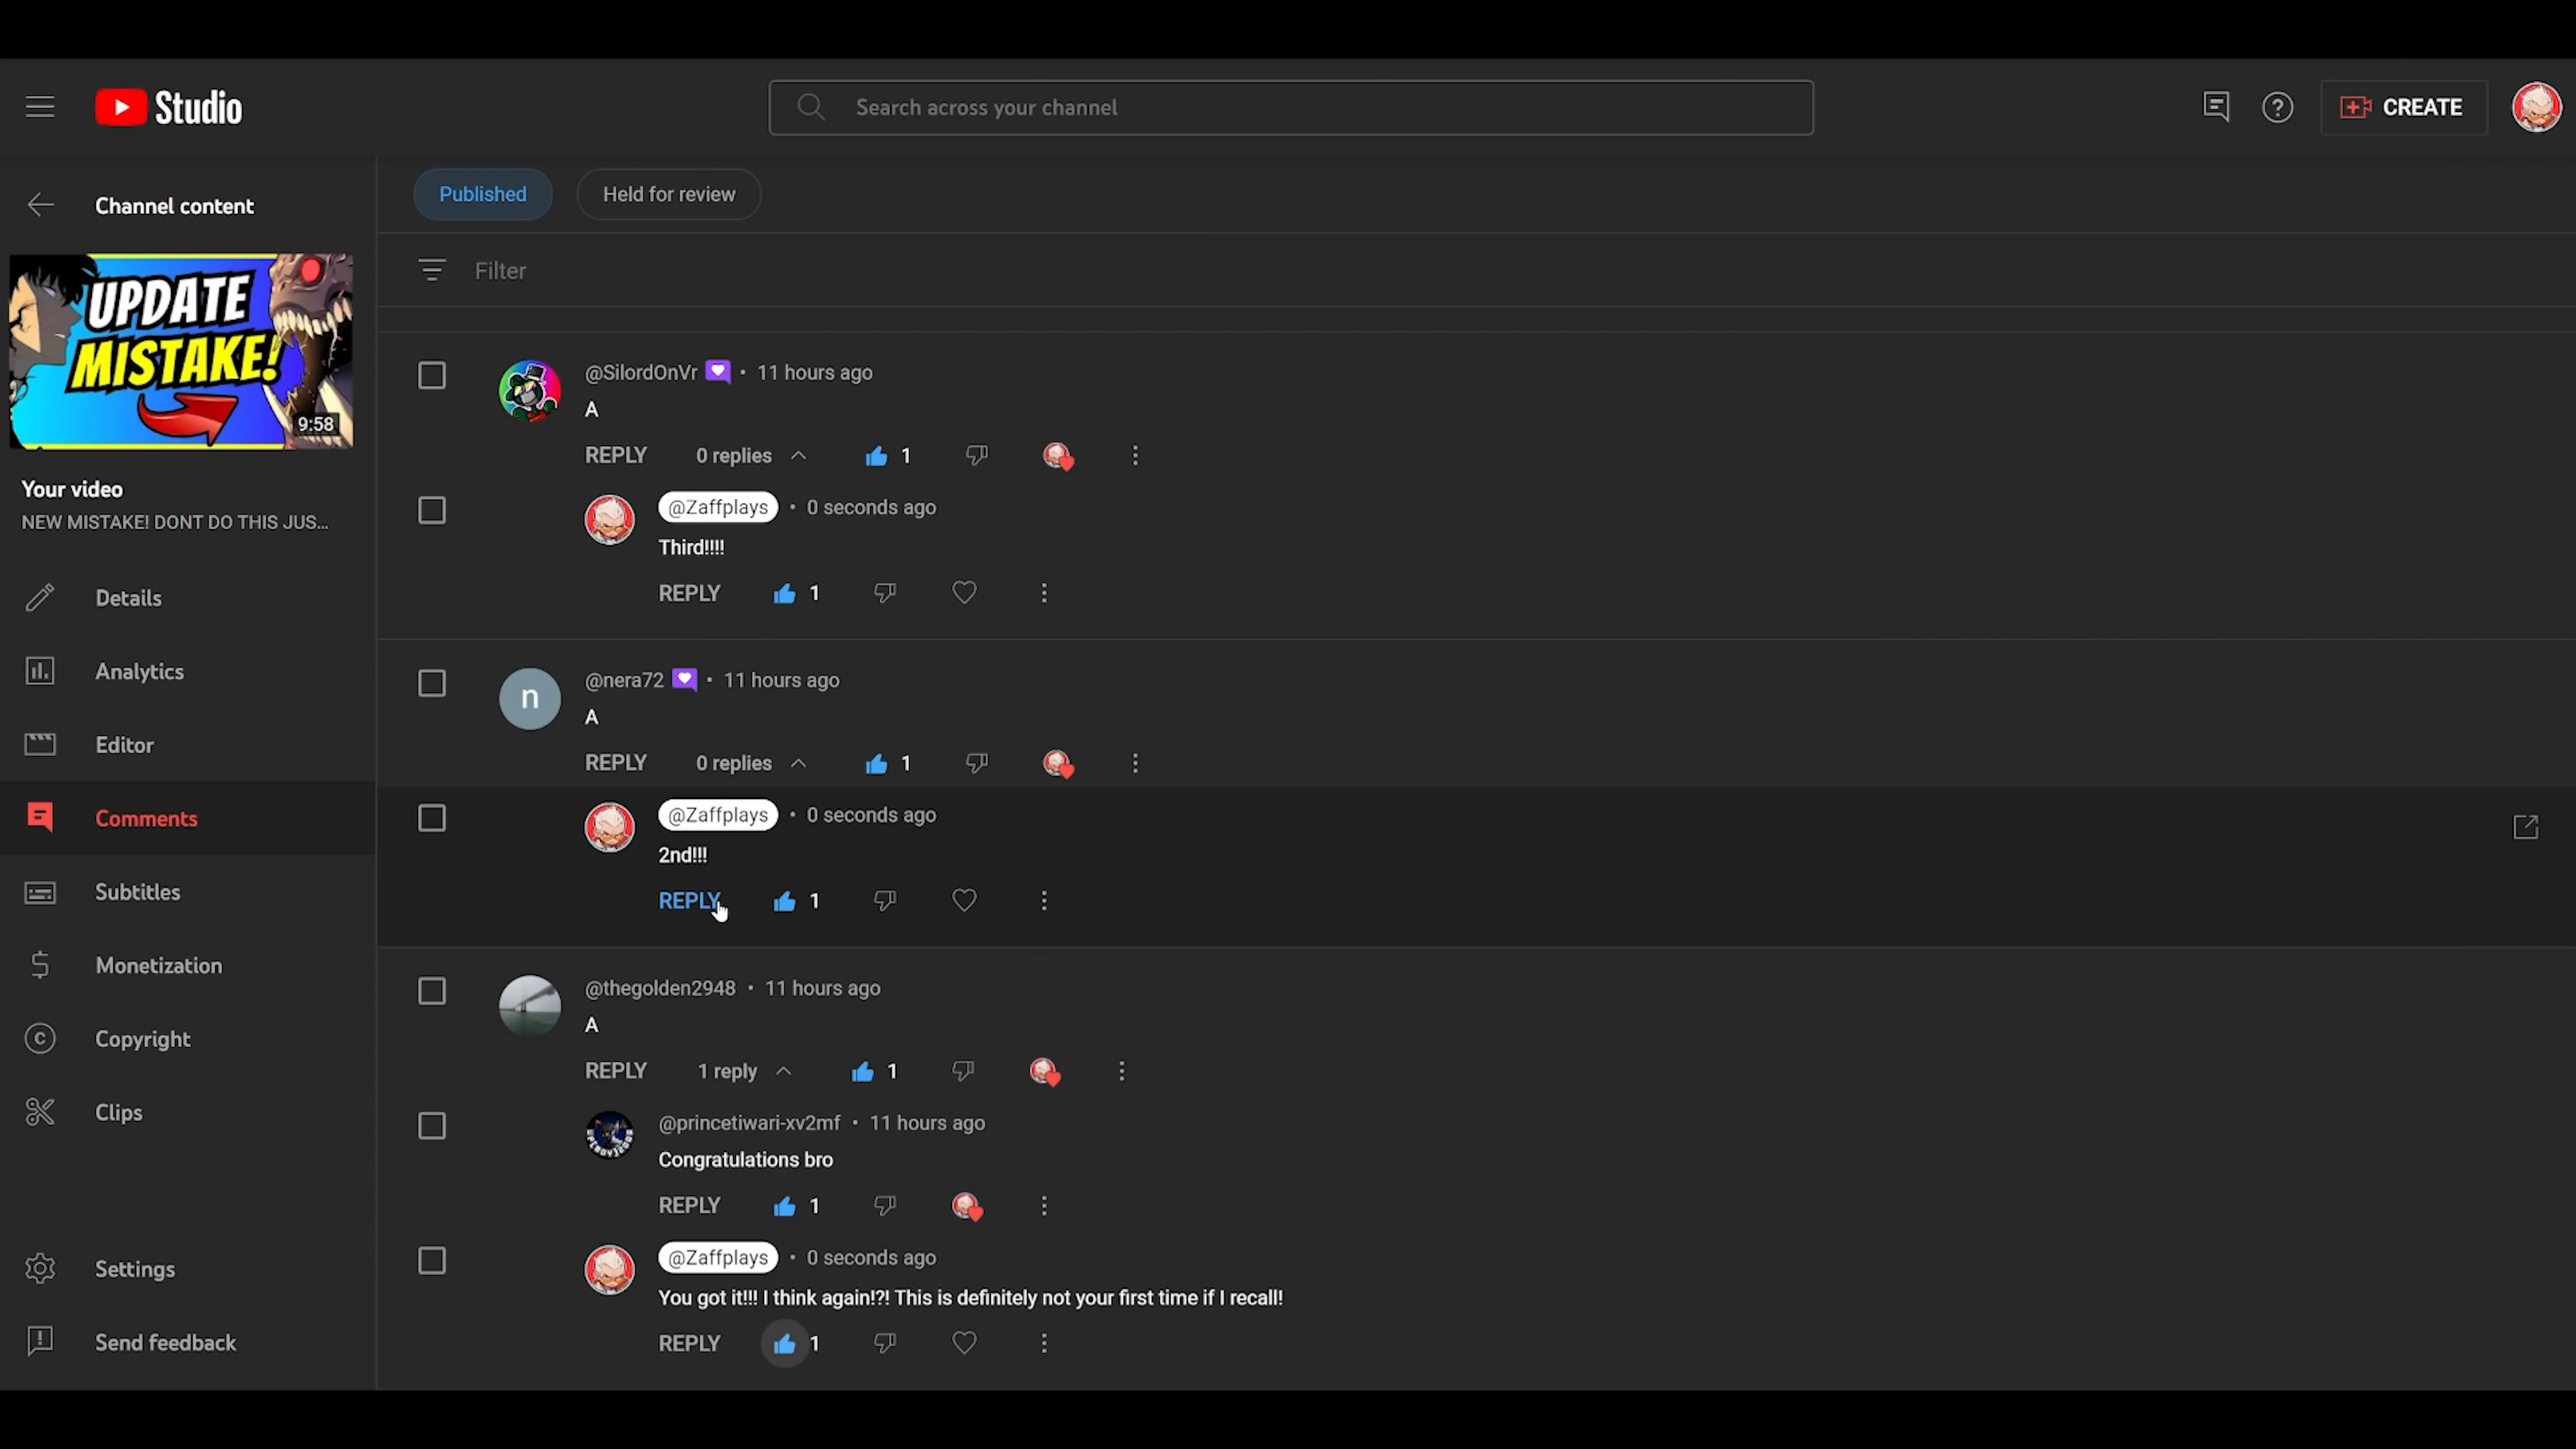 Studio
Search across your channel
CREATE
Channel content
Published
Held for review
Filter
UPDATE
MISTAKE!
9:58
Your video
NEW MISTAKE! DONT DO THIS JUS...
Details
Analytics
Editor
Comments
Subtitles
Monetization
Copyright
Clips
Settings
Send feedback
@SilordOnVr • 11 hours ago
A
REPLY 0 replies 1
@Zaffplays • 0 seconds ago
Third!!!!
REPLY 1
n
@nera72 • 11 hours ago
A
REPLY 0 replies 1
@Zaffplays • 0 seconds ago
2nd!!!
REPLY 1
@thegolden2948 • 11 hours ago
A
REPLY 1 reply 1
@princetiwari-xv2mf • 11 hours ago
Congratulations bro
REPLY 1
@Zaffplays • 0 seconds ago
You got it!!! I think again!?! This is definitely not your first time if I recall!
REPLY 1